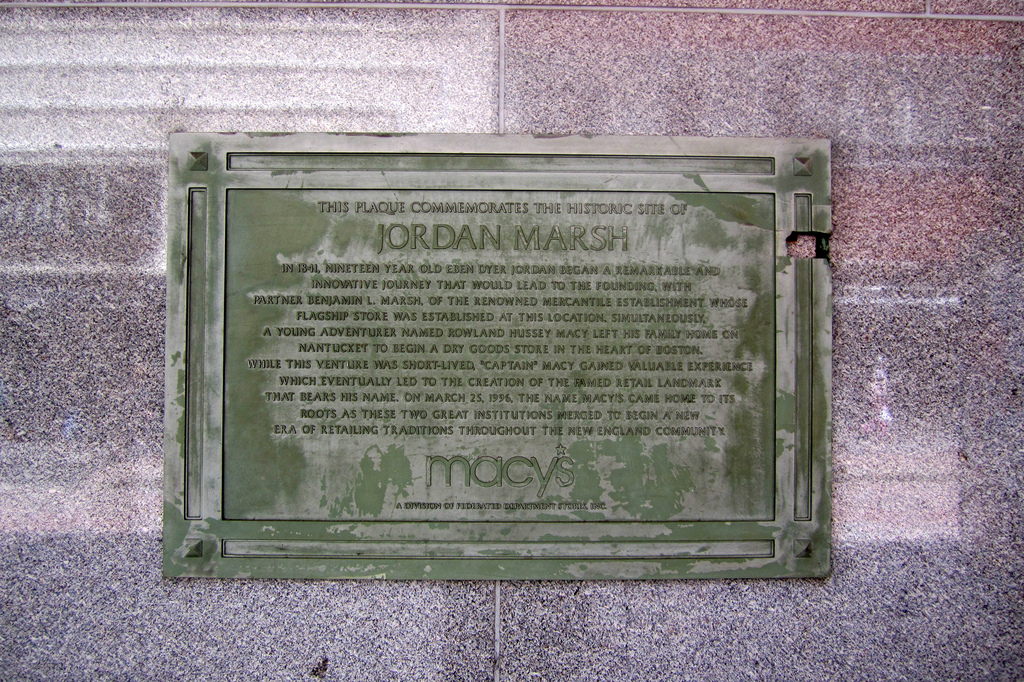 THIS PLAQUE COMMEMORATES THE HISTORIC SITE OF
JORDAN MARSH
IN 1841, NINETEEN YEAR OLD EBEN DYER JORDAN BEGAN A REMARKABLE AND
INNOVATIVE JOURNEY THAT WOULD LEAD TO THE FOUNDING, WITH
PARTNER BENJAMIN L. MARSH, OF THE RENOWNED MERCANTILE ESTABLISHMENT WHOSE
FLAGSHIP STORE WAS ESTABLISHED AT THIS LOCATION. SIMULTANEOUSLY,
A YOUNG ADVENTURER NAMED ROWLAND HUSSEY MACY LEFT HIS FAMILY HOME ON
NANTUCKET TO BEGIN A DRY GOODS STORE IN THE HEART OF BOSTON.
WHILE THIS VENTURE WAS SHORT-LIVED, "CAPTAIN" MACY GAINED VALUABLE EXPERIENCE
WHICH EVENTUALLY LED TO THE CREATION OF THE FAMED RETAIL LANDMARK
THAT BEARS HIS NAME. ON MARCH 25, 1996, THE NAME MACY'S CAME HOME TO ITS
ROOTS AS THESE TWO GREAT INSTITUTIONS MERGED TO BEGIN A NEW
ERA OF RETAILING TRADITIONS THROUGHOUT THE NEW ENGLAND COMMUNITY.
macy's
A DIVISION OF FEDERATED DEPARTMENT STORES, INC.